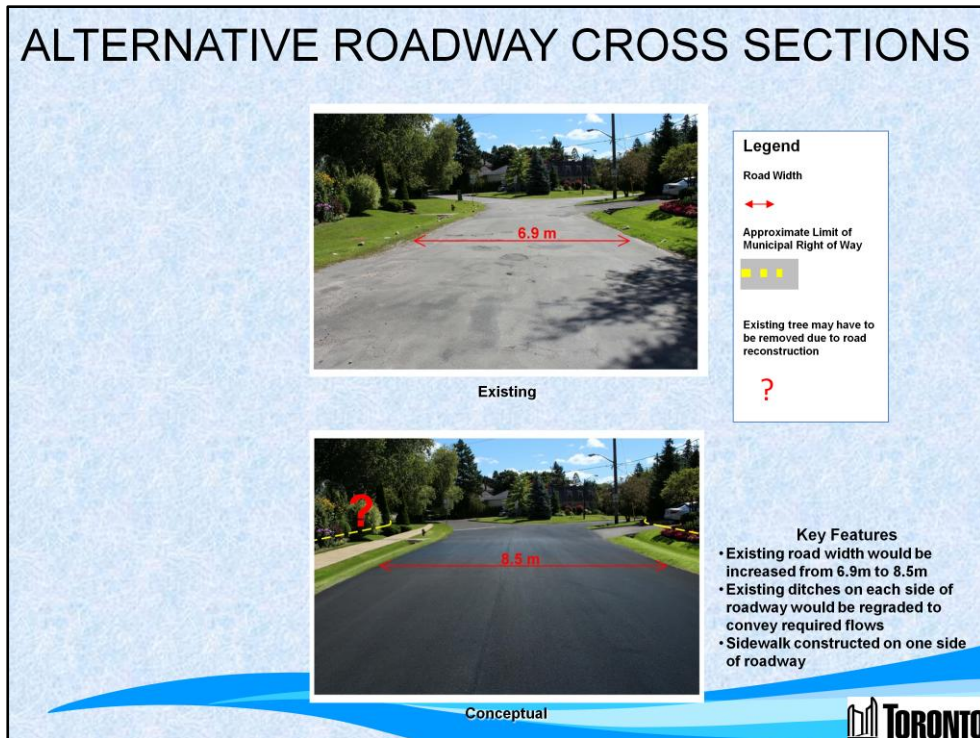 ALTERNATIVE ROADWAY CROSS SECTIONS
6.9 m
Existing
Legend
Road Width
Approximate Limit of
Municipal Right of Way
Existing tree may have to
be removed due to road
reconstruction
?
?
8.5 m
Conceptual
Key Features
• Existing road width would be
increased from 6.9m to 8.5m
• Existing ditches on each side of
roadway would be regraded to
convey required flows
• Sidewalk constructed on one side
of roadway
TORONTO